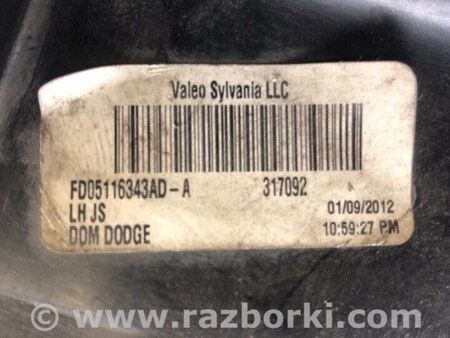 Valeo Sylvania LLC
FD05116343AD-A 317092
LH JS 01/09/2012
DOM DODGE 10:59:27 PM
www.razborki.com